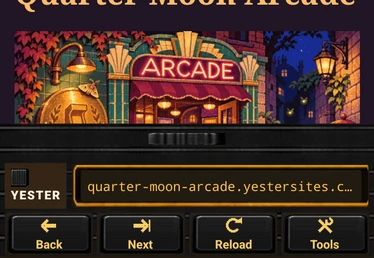 Quarter Moon Arcade
ARCADE
YESTER
quarter-moon-arcade.yestersites.c…
Back
Next
Reload
Tools